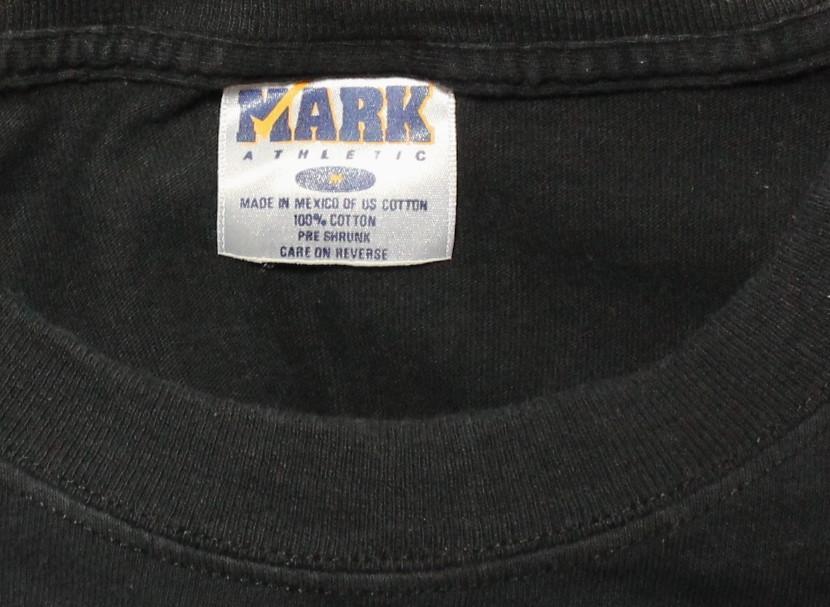 MARK
ATHLETIC
M
MADE IN MEXICO OF US COTTON
100% COTTON
PRE SHRUNK
CARE ON REVERSE